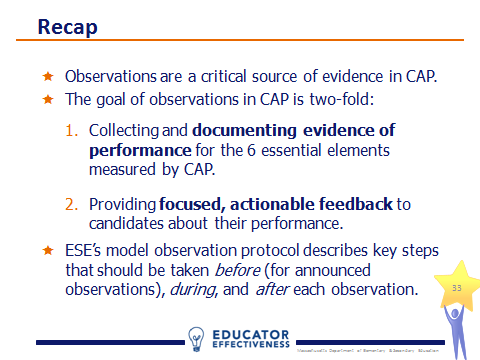 Recap
Observations are a critical source of evidence in CAP.
The goal of observations in CAP is two-fold:
1. Collecting and documenting evidence of
performance for the 6 essential elements
measured by CAP.
2. Providing focused, actionable feedback to
candidates about their performance.
ESE's model observation protocol describes key steps
that should be taken before (for announced
observations), during, and after each observation.
33
EDUCATOR
EFFECTIVENESS
Massachusetts Department of Elementary & Secondary Education